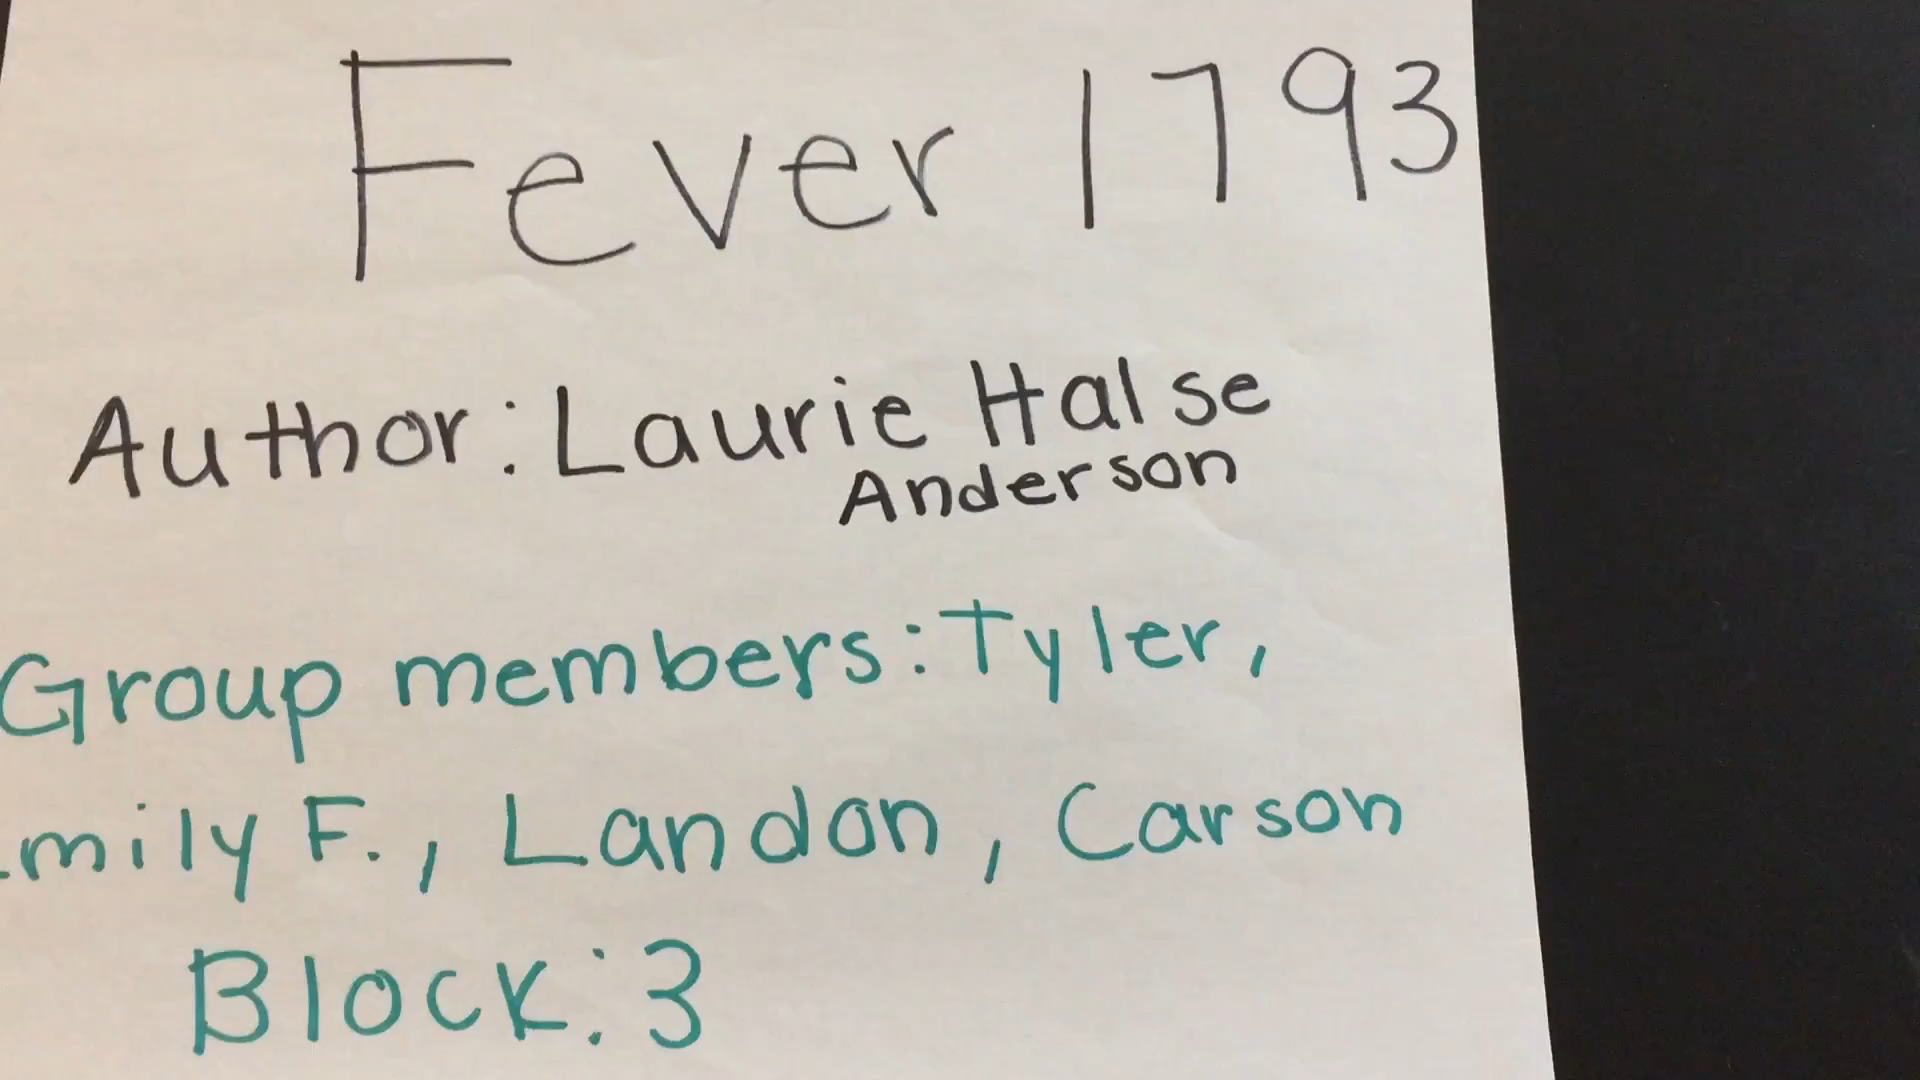 Fever 1793
Author: Laurie Halse
Anderson
Group members: Tyler,
mily F., Landon, Carson
Block: 3